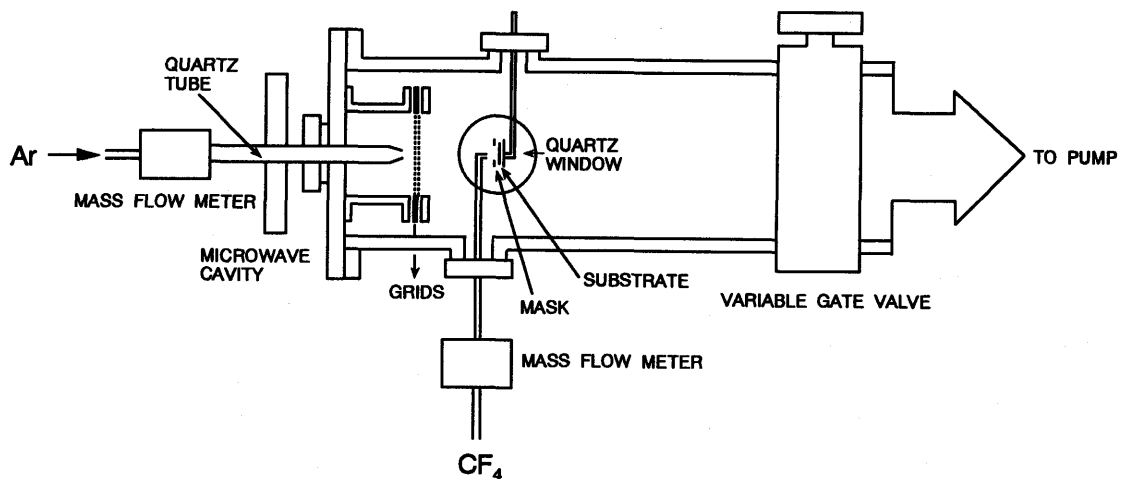 QUARTZ
TUBE
Ar
MASS FLOW METER
MICROWAVE
CAVITY
GRIDS
MASK
SUBSTRATE
QUARTZ
WINDOW
VARIABLE GATE VALVE
TO PUMP
MASS FLOW METER
CF₄